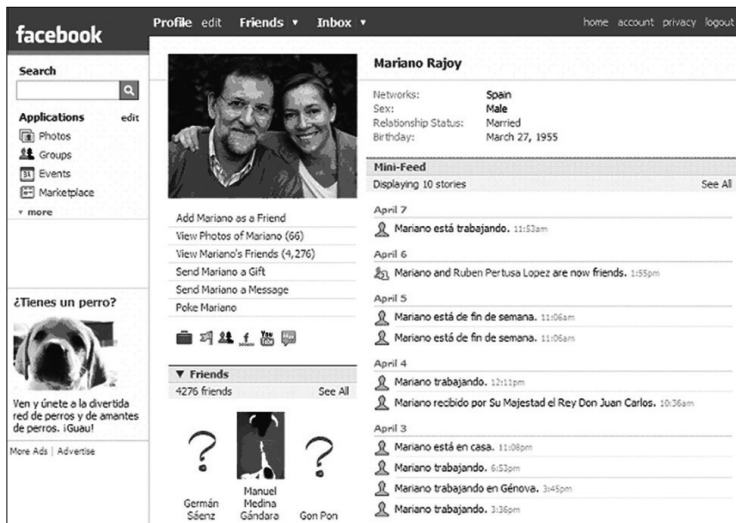 facebook
Profile edit Friends ▼ Inbox ▼
home account privacy logout
Search
Applications edit
Photos
Groups
31 Events
Marketplace
▼ more
¿Tienes un perro?
Ven y únete a la divertida
red de perros y de amantes
de perros. ¡Guau!
More Ads | Advertise
Add Mariano as a Friend
View Photos of Mariano (66)
View Mariano's Friends (4,276)
Send Mariano a Gift
Send Mariano a Message
Poke Mariano
f You Tube
▼ Friends
4276 friends See All
Germán
Sáenz
Manuel
Medina
Gándara
Gon Pon
Mariano Rajoy
Networks: Spain
Sex: Male
Relationship Status: Married
Birthday: March 27, 1955
Mini-Feed
Displaying 10 stories See All
April 7
Mariano está trabajando. 11:53am
April 6
Mariano and Ruben Pertusa Lopez are now friends. 1:55pm
April 5
Mariano está de fin de semana. 11:06am
Mariano está de fin de semana. 11:06am
April 4
Mariano trabajando. 12:11pm
Mariano recibido por Su Majestad el Rey Don Juan Carlos. 10:36am
April 3
Mariano está en casa. 11:08pm
Mariano trabajando. 6:53pm
Mariano trabajando en Génova. 3:45pm
Mariano trabajando. 3:36pm